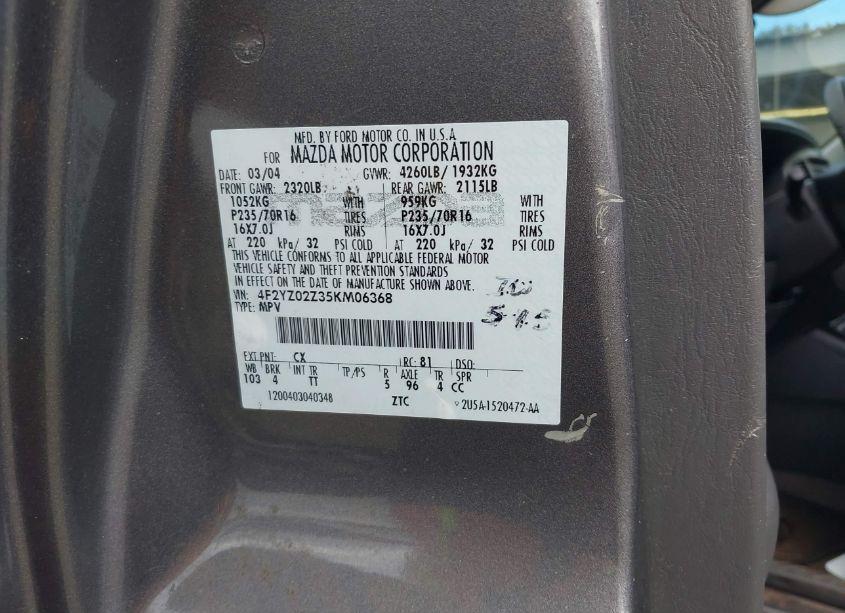 MFD. BY FORD MOTOR CO. IN U.S.A.
FOR MAZDA MOTOR CORPORATION
DATE: 03/04 GVWR: 4260LB/ 1932KG
FRONT GAWR: 2320LB REAR GAWR: 2115LB
1052KG WITH 959KG WITH
P235/70R16 TIRES P235/70R16 TIRES
16X7.0J RIMS 16X7.0J RIMS
AT 220 kPa/ 32 PSI COLD AT 220 kPa/ 32 PSI COLD
THIS VEHICLE CONFORMS TO ALL APPLICABLE FEDERAL MOTOR
VEHICLE SAFETY AND THEFT PREVENTION STANDARDS
IN EFFECT ON THE DATE OF MANUFACTURE SHOWN ABOVE.
VIN: 4F2YZ02Z35KM06368
TYPE: MPV
EXT PNT: CX RC: 81 DSO:
WB BRK INT TR TP/PS R AXLE TR SPR
103 4 TT 5 96 4 CC
1200403040348 ZTC 2U5A-1520472-AA